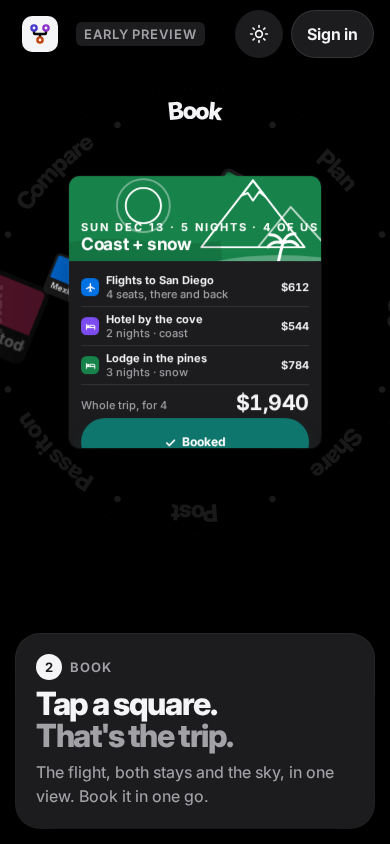 EARLY PREVIEW
Sign in
Book
Compare
Plan
SUN DEC 13 · 5 NIGHTS · 4 OF US
Coast + snow
Flights to San Diego
4 seats, there and back
$612
Hotel by the cove
2 nights · coast
$544
Lodge in the pines
3 nights · snow
$784
Whole trip, for 4
$1,940
Booked
Pass it on
Share
Post
2
BOOK
Tap a square.
That's the trip.
The flight, both stays and the sky, in one
view. Book it in one go.